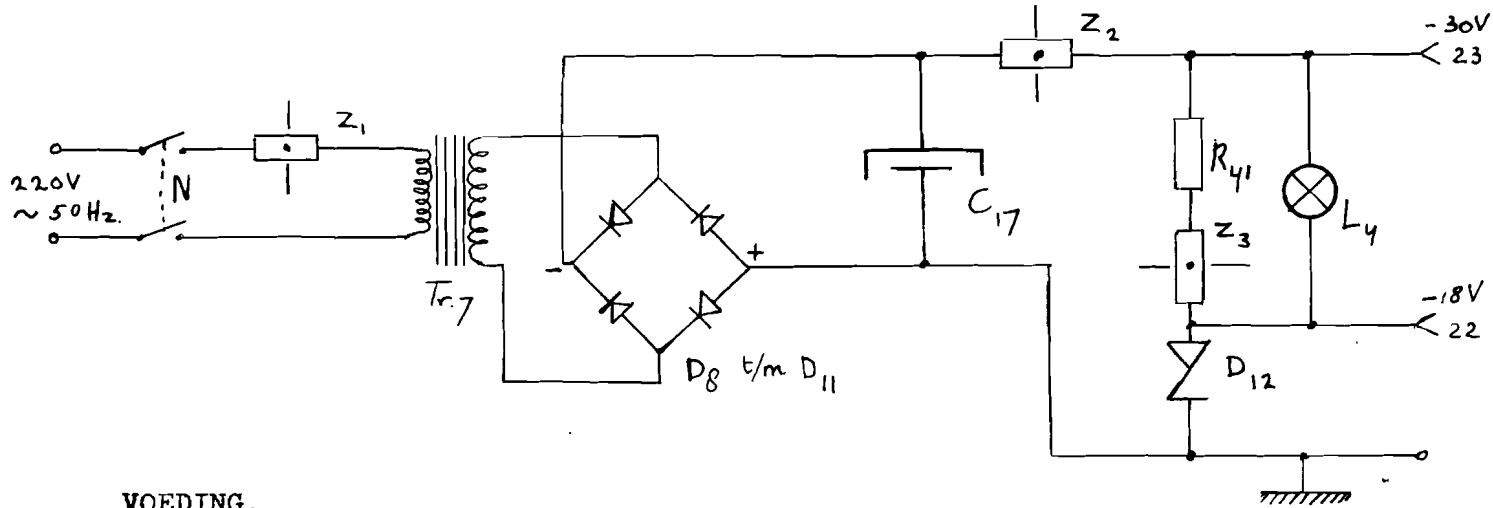 220V
~ 50Hz.
N
Z1
Tr.7
-
+
D8 t/m D11
C17
Z2
R41
Z3
L4
D12
-30V
23
-18V
22
VOEDING.